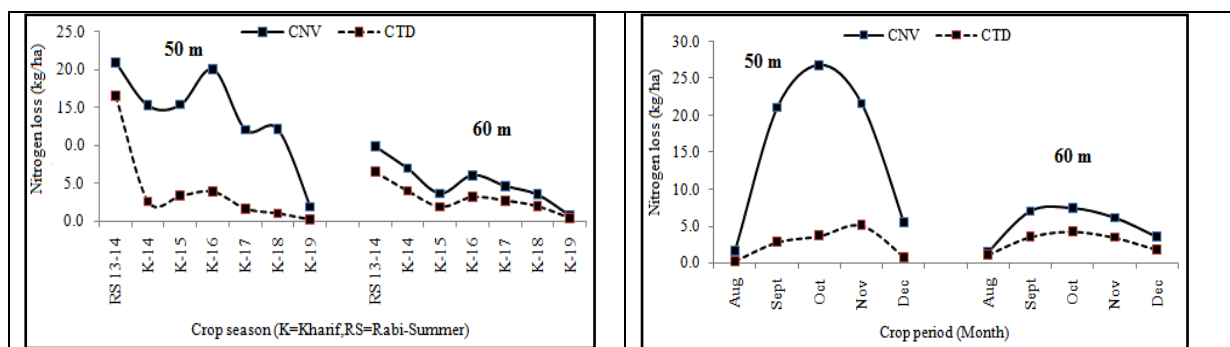 CNV CTD
25.0
50 m
20.0
15.0
60 m
0.0
5.0
0.0
Nitrogen loss (kg/ha)
RS 13-14
K-14
K-15
K-16
K-17
K-18
K-19
RS 13-14
K-14
K-15
K-16
K-17
K-18
K-19
Crop season (K=Kharif,RS=Rabi-Summer)
CNV CTD
30.0
50 m
25.0
20.0
15.0
60 m
10.0
5.0
0.0
Nitrogen loss (kg/ha)
Aug
Sept
Oct
Nov
Dec
Aug
Sept
Oct
Nov
Dec
Crop period (Month)